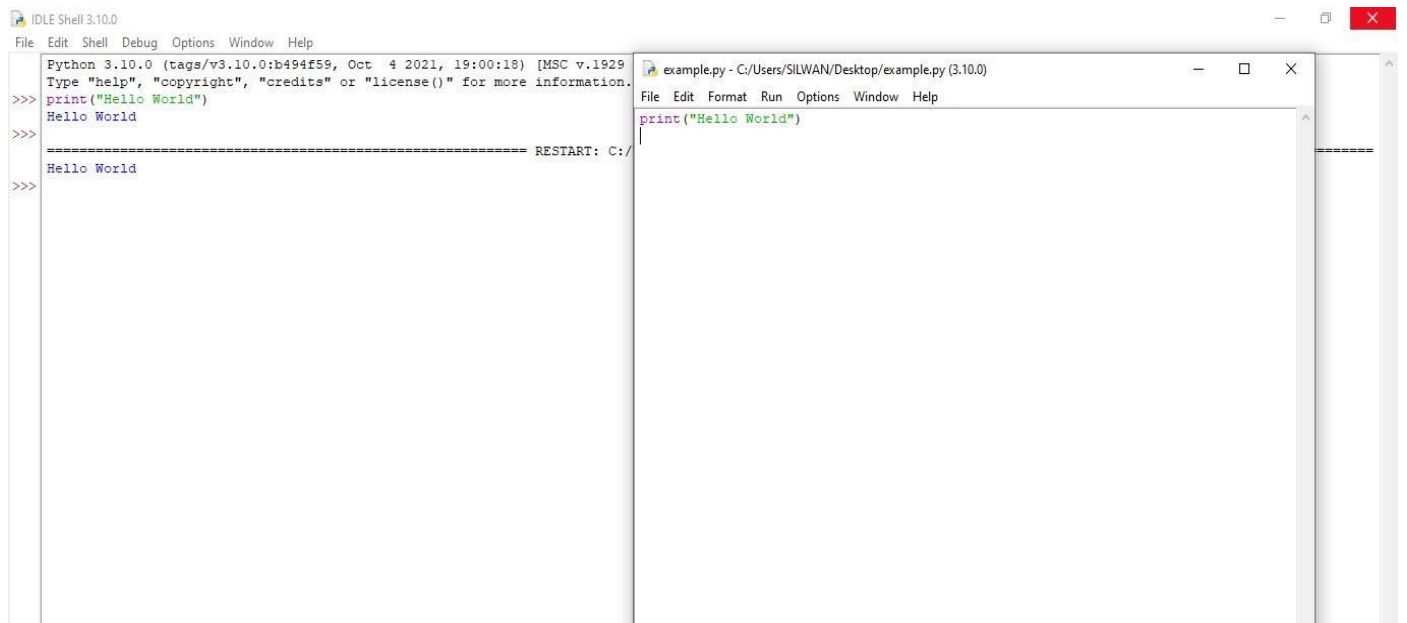 IDLE Shell 3.10.0
File Edit Shell Debug Options Window Help
Python 3.10.0 (tags/v3.10.0:b494f59, Oct  4 2021, 19:00:18) [MSC v.1929
Type "help", "copyright", "credits" or "license()" for more information.
>>> print("Hello World")
Hello World
>>>
=========================================================== RESTART: C:/
Hello World
>>>
example.py - C:/Users/SILWAN/Desktop/example.py (3.10.0)
File Edit Format Run Options Window Help
print("Hello World")